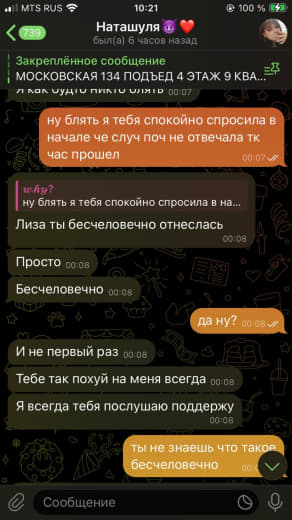 MTS RUS 10:21 100 %
739 Наташуля😈❤️
был(а) 6 часов назад
Закреплённое сообщение
МОСКОВСКАЯ 134 ПОДЪЕД 4 ЭТАЖ 9 КВА...
Я как будто никто блять 00:07
ну блять я тебя спокойно спросила в
начале че случ поч не отвечала тк
час прошел
00:07
why?
ну блять я тебя спокойно спросила в на...
Лиза ты бесчеловечно отнеслась
00:08
Просто 00:08
Бесчеловечно 00:08
да ну? 00:08
И не первый раз 00:08
Тебе так похуй на меня всегда 00:08
Я всегда тебя послушаю поддержу
00:08
ты не знаешь что такое
бесчеловечно
Сообщение